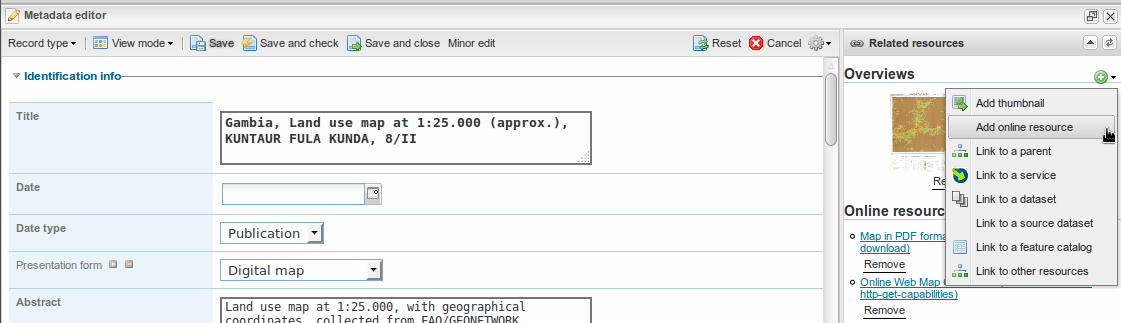 Metadata editor
Record type View mode Save Save and check Save and close Minor edit Reset Cancel
Identification info
Title
Gambia, Land use map at 1:25.000 (approx.),
KUNTAUR FULA KUNDA, 8/II
Date
Date type
Publication
Presentation form
Digital map
Abstract
Land use map at 1:25.000, with geographical
coordinates, collected from FAO/GEONETWORK
Related resources
Overviews
Add thumbnail
Add online resource
Link to a parent
Link to a service
Link to a dataset
Link to a source dataset
Link to a feature catalog
Link to other resources
Re
Online resourc
Map in PDF forma
download)
Remove
Online Web Map
http-get-capabilities)
Remove